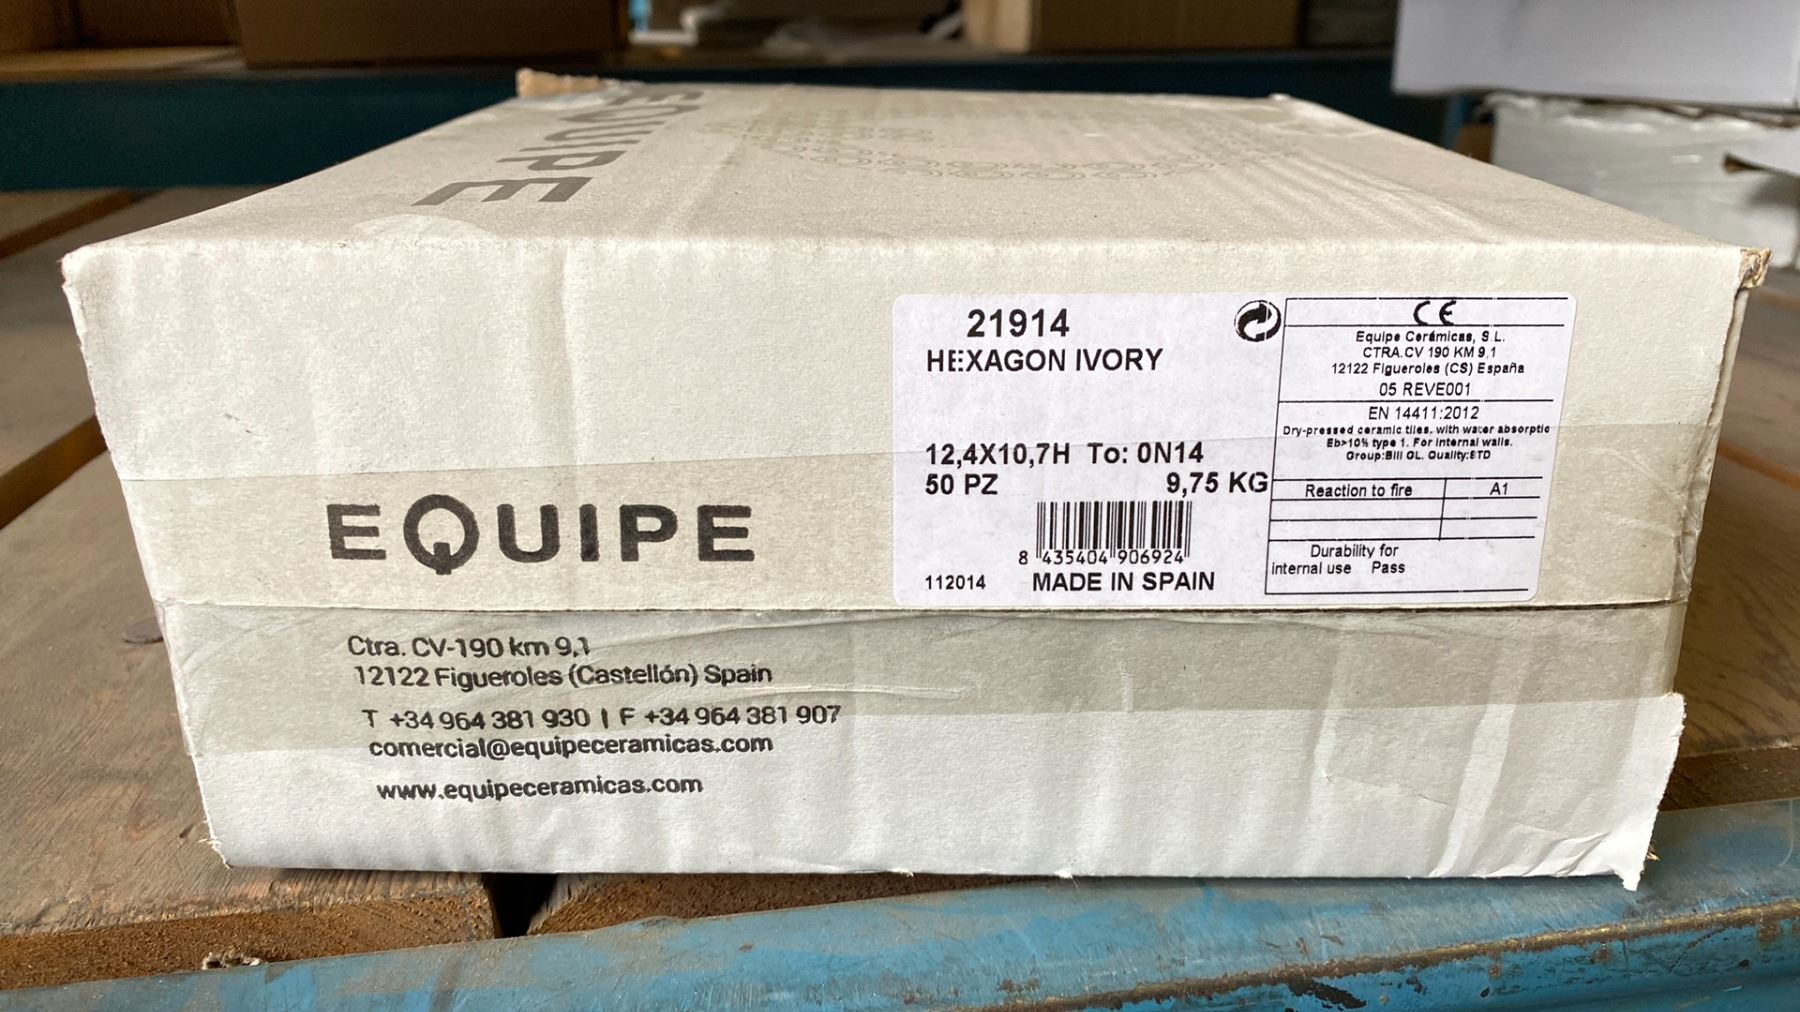 EQUIPE
21914
HEXAGON IVORY
12,4X10,7H To: 0N14
50 PZ 9,75 KG
8 435404 906924
112014 MADE IN SPAIN
CE
Equipe Cerámicas, S.L.
CTRA.CV 190 KM 9,1
12122 Figueroles (CS) España
05 REVE001
EN 14411:2012
Dry-pressed ceramic tiles, with water absorptio
Eb>10% type 1. For internal walls.
Group:BIII GL. Quality:STD
Reaction to fire A1
Durability for
internal use Pass
EQUIPE
Ctra. CV-190 km 9,1
12122 Figueroles (Castellón) Spain
T +34 964 381 930 | F +34 964 381 907
comercial@equipeceramicas.com
www.equipeceramicas.com